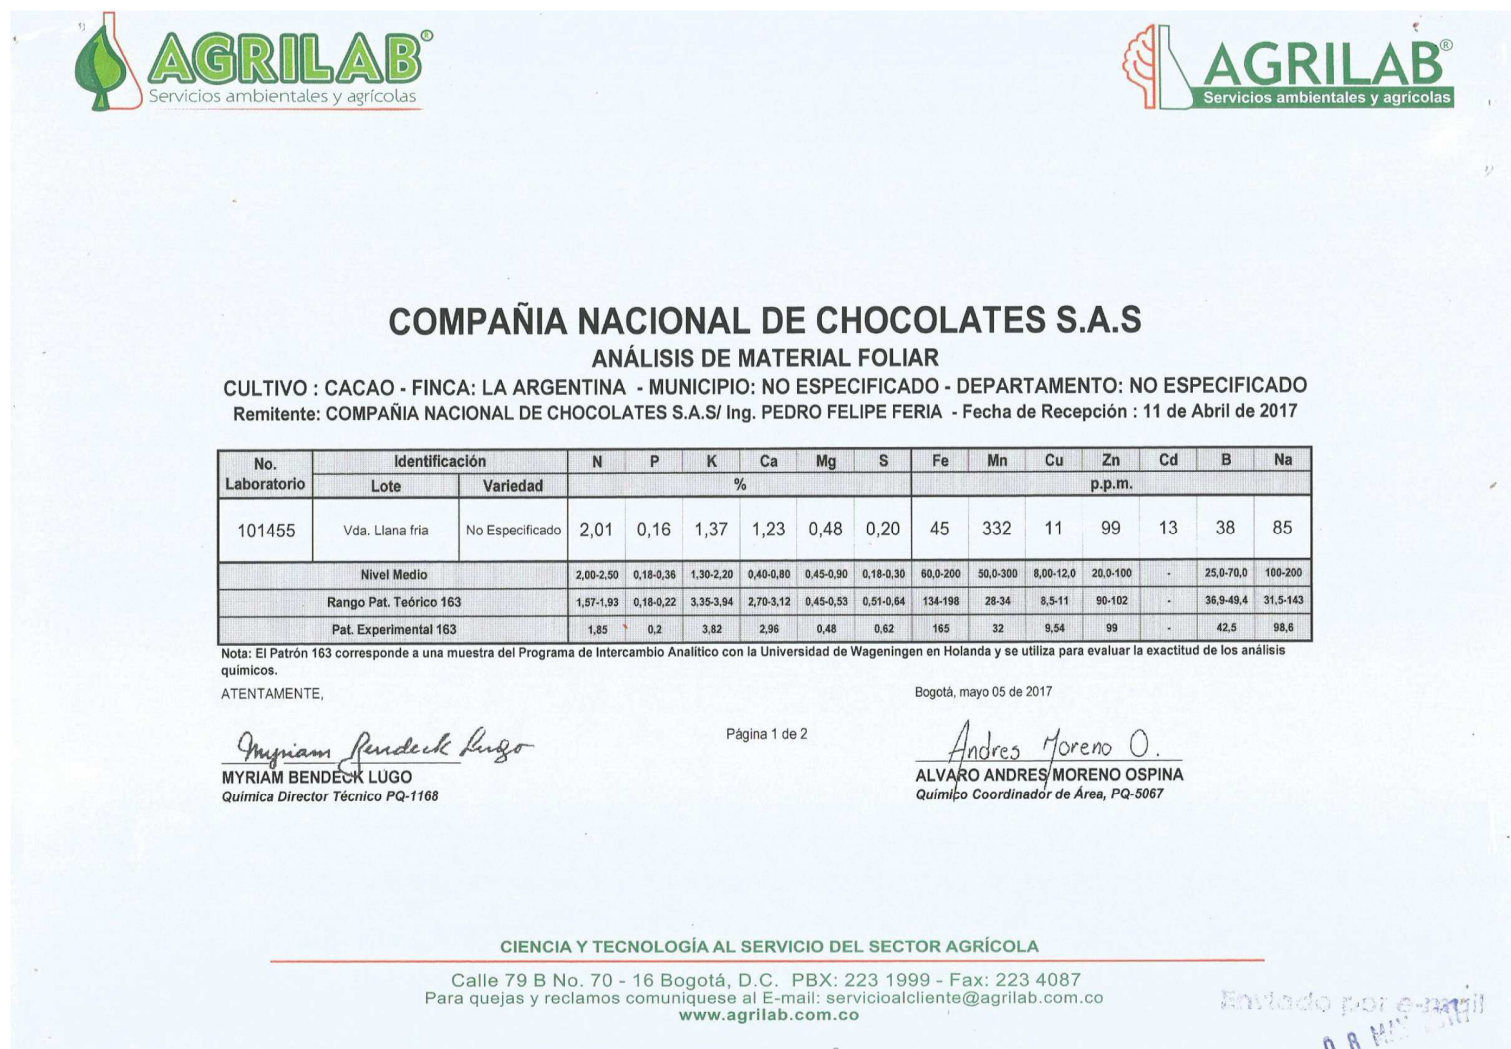 AGRILAB®
Servicios ambientales y agrícolas
AGRILAB®
Servicios ambientales y agrícolas
COMPAÑIA NACIONAL DE CHOCOLATES S.A.S
ANÁLISIS DE MATERIAL FOLIAR
CULTIVO : CACAO - FINCA: LA ARGENTINA - MUNICIPIO: NO ESPECIFICADO - DEPARTAMENTO: NO ESPECIFICADO
Remitente: COMPAÑIA NACIONAL DE CHOCOLATES S.A.S/ Ing. PEDRO FELIPE FERIA - Fecha de Recepción : 11 de Abril de 2017
No. Laboratorio Identificación N P K Ca Mg S Fe Mn Cu Zn Cd B Na
Lote Variedad % p.p.m.
101455 Vda. Llana fria No Especificado 2,01 0,16 1,37 1,23 0,48 0,20 45 332 11 99 13 38 85
Nivel Medio 2,00-2,50 0,18-0,36 1,30-2,20 0,40-0,80 0,45-0,90 0,18-0,30 60,0-200 50,0-300 8,00-12,0 20,0-100 - 25,0-70,0 100-200
Rango Pat. Teórico 163 1,57-1,93 0,18-0,22 3,35-3,94 2,70-3,12 0,45-0,53 0,51-0,64 134-198 28-34 8,5-11 90-102 - 36,9-49,4 31,5-143
Pat. Experimental 163 1,85 0,2 3,82 2,96 0,48 0,62 165 32 9,54 99 - 42,5 98,6
Nota: El Patrón 163 corresponde a una muestra del Programa de Intercambio Analítico con la Universidad de Wageningen en Holanda y se utiliza para evaluar la exactitud de los análisis
químicos.
ATENTAMENTE,
Bogotá, mayo 05 de 2017
Página 1 de 2
Myriam Bendeck Lugo
Andres Moreno O.
MYRIAM BENDECK LUGO
Química Director Técnico PQ-1168
ALVARO ANDRES MORENO OSPINA
Químico Coordinador de Área, PQ-5067
CIENCIA Y TECNOLOGÍA AL SERVICIO DEL SECTOR AGRÍCOLA
Calle 79 B No. 70 - 16 Bogotá, D.C. PBX: 223 1999 - Fax: 223 4087
Para quejas y reclamos comuniquese al E-mail: servicioalcliente@agrilab.com.co
www.agrilab.com.co
Enviado por e-mail
08 MAY